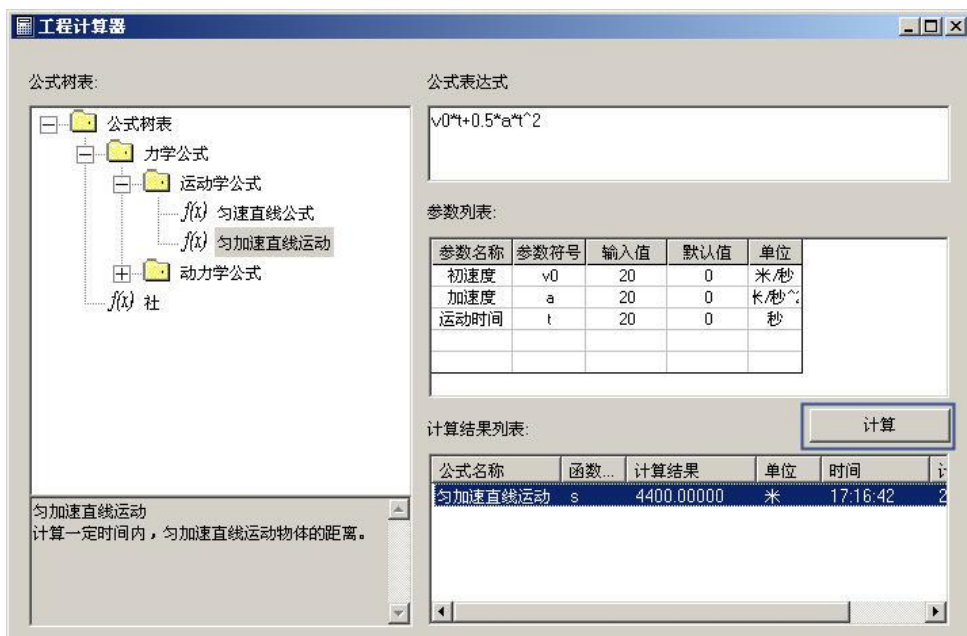 工程计算器
公式树表:
公式树表
力学公式
运动学公式
f(x) 匀速直线公式
f(x) 匀加速直线运动
动力学公式
f(x) 社
匀加速直线运动
计算一定时间内，匀加速直线运动物体的距离。
公式表达式
v0*t+0.5*a*t^2
参数列表:
参数名称 参数符号 输入值 默认值 单位
初速度 v0 20 0 米/秒
加速度 a 20 0 /秒^
运动时间 t 20 0 秒
计算
计算结果列表:
公式名称 函数... 计算结果 单位 时间
匀加速直线运动 s 4400.00000 米 17:16:42 2